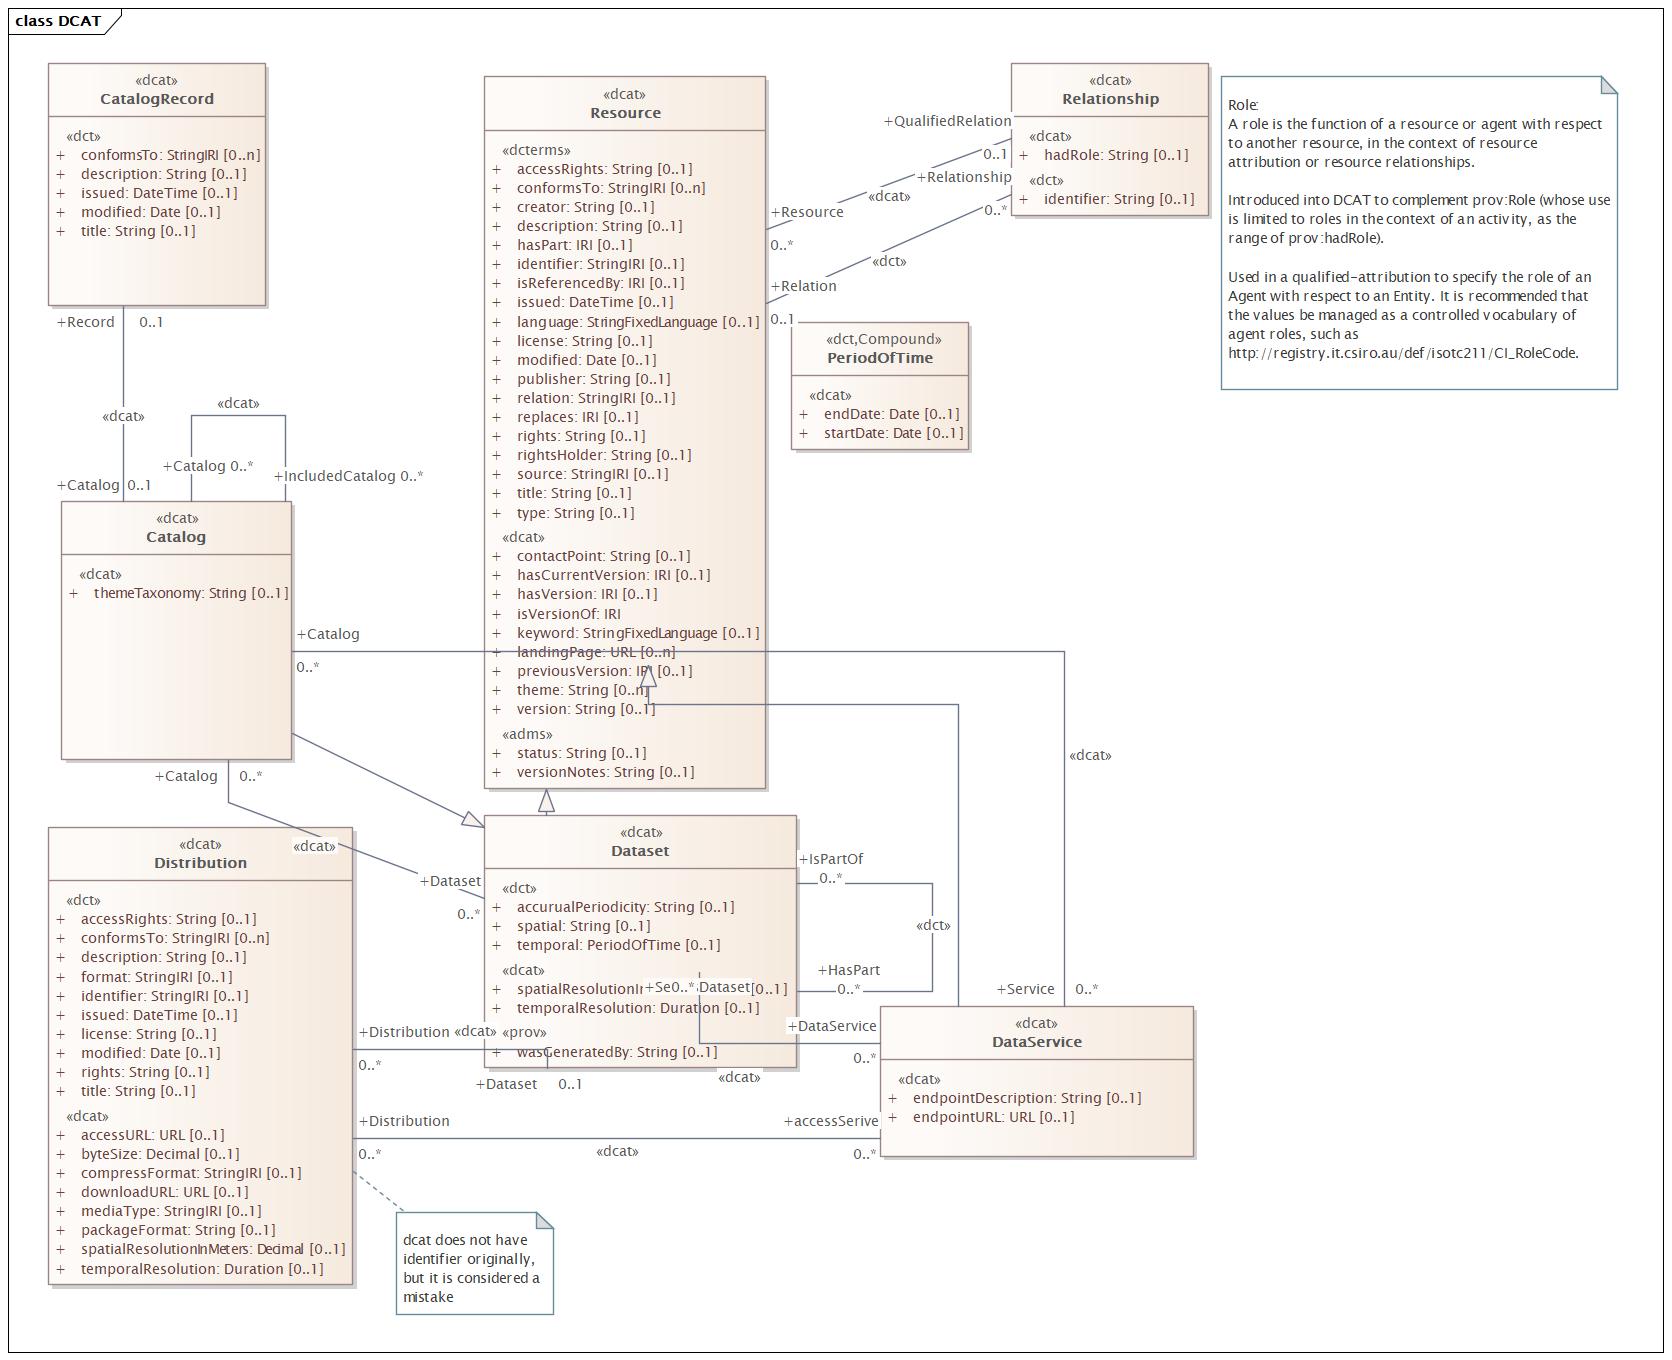 class DCAT
«dcat»
CatalogRecord
«dct»
+ conformsTo: StringIRI [0..n]
+ description: String [0..1]
+ issued: DateTime [0..1]
+ modified: Date [0..1]
+ title: String [0..1]
+Record 0..1
«dcat»
+Catalog 0..1
«dcat»
+Catalog 0..*
+IncludedCatalog 0..*
«dcat»
Catalog
«dcat»
+ themeTaxonomy: String [0..1]
+Catalog
0..*
+Catalog 0..*
«dcat»
+Dataset
0..*
«dcat»
Resource
«dcterms»
+ accessRights: String [0..1]
+ conformsTo: StringIRI [0..n]
+ creator: String [0..1]
+ description: String [0..1]
+ hasPart: IRI [0..1]
+ identifier: StringIRI [0..1]
+ isReferencedBy: IRI [0..1]
+ issued: DateTime [0..1]
+ language: StringFixedLanguage [0..1]
+ license: String [0..1]
+ modified: Date [0..1]
+ publisher: String [0..1]
+ relation: StringIRI [0..1]
+ replaces: IRI [0..1]
+ rights: String [0..1]
+ rightsHolder: String [0..1]
+ source: StringIRI [0..1]
+ title: String [0..1]
+ type: String [0..1]
«dcat»
+ contactPoint: String [0..1]
+ hasCurrentVersion: IRI [0..1]
+ hasVersion: IRI [0..1]
+ isVersionOf: IRI
+ keyword: StringFixedLanguage [0..1]
+ landingPage: URL [0..n]
+ previousVersion: IRI [0..1]
+ theme: String [0..n]
+ version: String [0..1]
«adms»
+ status: String [0..1]
+ versionNotes: String [0..1]
+QualifiedRelation
0..1
«dcat»
+Resource
0..*
+Relationship
0..*
«dct»
+Relation
0..1
«dcat»
Relationship
«dcat»
+ hadRole: String [0..1]
«dct»
+ identifier: String [0..1]
Role:
A role is the function of a resource or agent with respect
to another resource, in the context of resource
attribution or resource relationships.
Introduced into DCAT to complement prov:Role (whose use
is limited to roles in the context of an activity, as the
range of prov:hadRole).
Used in a qualified-attribution to specify the role of an
Agent with respect to an Entity. It is recommended that
the values be managed as a controlled vocabulary of
agent roles, such as
http://registry.it.csiro.au/def/isotc211/CI_RoleCode.
«dct,Compound»
PeriodOfTime
«dcat»
+ endDate: Date [0..1]
+ startDate: Date [0..1]
«dcat»
+Service 0..*
«dcat»
Distribution
«dct»
+ accessRights: String [0..1]
+ conformsTo: StringIRI [0..n]
+ description: String [0..1]
+ format: StringIRI [0..1]
+ identifier: StringIRI [0..1]
+ issued: DateTime [0..1]
+ license: String [0..1]
+ modified: Date [0..1]
+ rights: String [0..1]
+ title: String [0..1]
«dcat»
+ accessURL: URL [0..1]
+ byteSize: Decimal [0..1]
+ compressFormat: StringIRI [0..1]
+ downloadURL: URL [0..1]
+ mediaType: StringIRI [0..1]
+ packageFormat: String [0..1]
+ spatialResolutionInMeters: Decimal [0..1]
+ temporalResolution: Duration [0..1]
«dcat»
Dataset
«dct»
+ accurualPeriodicity: String [0..1]
+ spatial: String [0..1]
+ temporal: PeriodOfTime [0..1]
«dcat»
+ [0..1]
0..* Dataset
+ temporalResolution: Duration [0..1]
«prov»
+ wasGeneratedBy: String [0..1]
+IsPartOf
0..*
«dct»
+HasPart
0..*
+Distribution «dcat»
0..*
+Dataset 0..1
+DataService
0..*
«dcat»
«dcat»
DataService
«dcat»
+ endpointDescription: String [0..1]
+ endpointURL: URL [0..1]
+Distribution
0..*
«dcat»
+accessSerive
0..*
dcat does not have
identifier originally,
but it is considered a
mistake